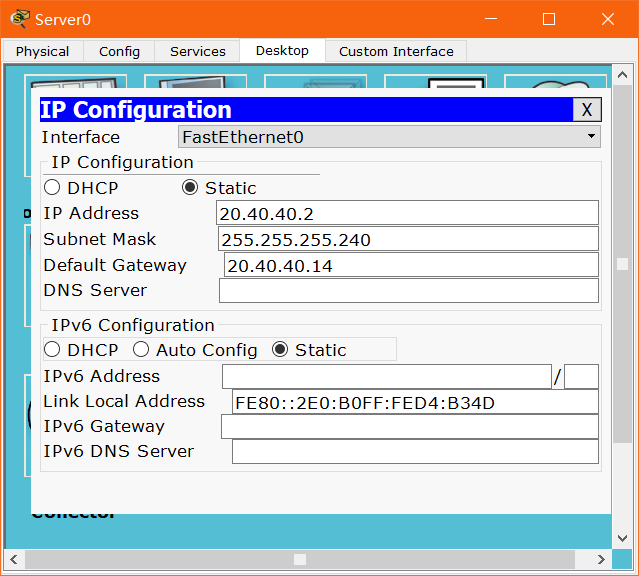 Server0
Physical Config Services Desktop Custom Interface
IP Configuration X
Interface FastEthernet0
IP Configuration
DHCP Static
IP Address 20.40.40.2
Subnet Mask 255.255.255.240
Default Gateway 20.40.40.14
DNS Server
IPv6 Configuration
DHCP Auto Config Static
IPv6 Address /
Link Local Address FE80::2E0:B0FF:FED4:B34D
IPv6 Gateway
IPv6 DNS Server
Collector